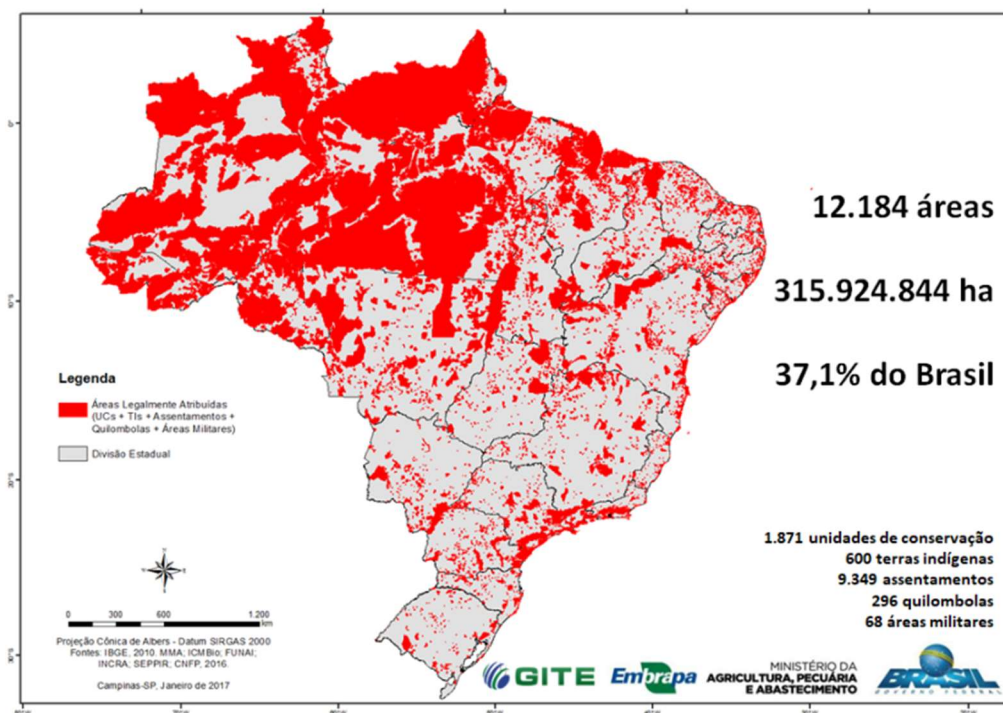 12.184 áreas
315.924.844 ha
37,1% do Brasil
Legenda
Áreas Legalmente Atribuídas
(UCs + TIs + Assentamentos +
Quilombolas + Áreas Militares)
Divisão Estadual
1.871 unidades de conservação
600 terras indígenas
9.349 assentamentos
296 quilombolas
68 áreas militares
0 300 600 1.200
km
Projeção Cônica de Albers - Datum SIRGAS 2000
Fontes: IBGE, 2010. MMA; ICMBio; FUNAI;
INCRA; SEPPIR; CNFP, 2016.
Campinas-SP, Janeiro de 2017
GITE
Embrapa
MINISTÉRIO DA
AGRICULTURA, PECUÁRIA
E ABASTECIMENTO
BRASIL
GOVERNO FEDERAL